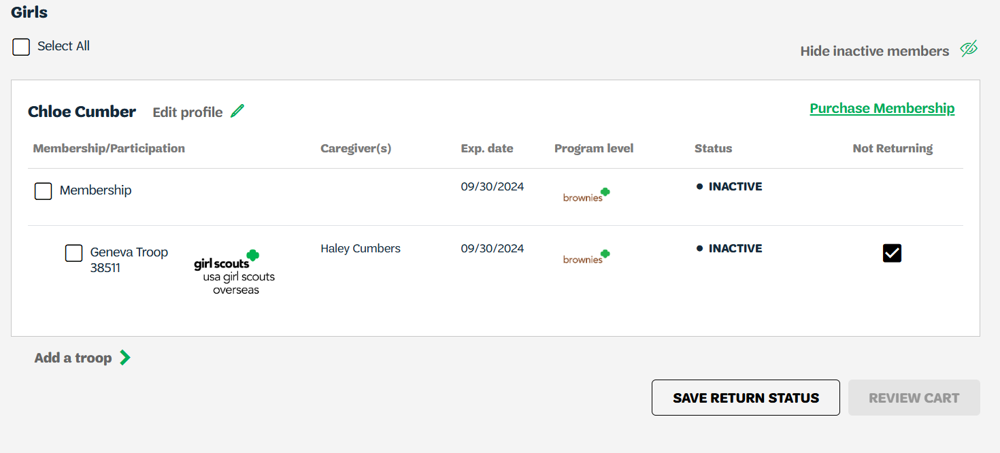 Girls
Select All
Hide inactive members
Chloe Cumber Edit profile Purchase Membership
Membership/Participation Caregiver(s) Exp. date Program level Status Not Returning
Membership 09/30/2024 brownies INACTIVE
Geneva Troop Haley Cumbers 09/30/2024 brownies INACTIVE
38511
girl scouts
usa girl scouts
overseas
Add a troop
SAVE RETURN STATUS REVIEW CART